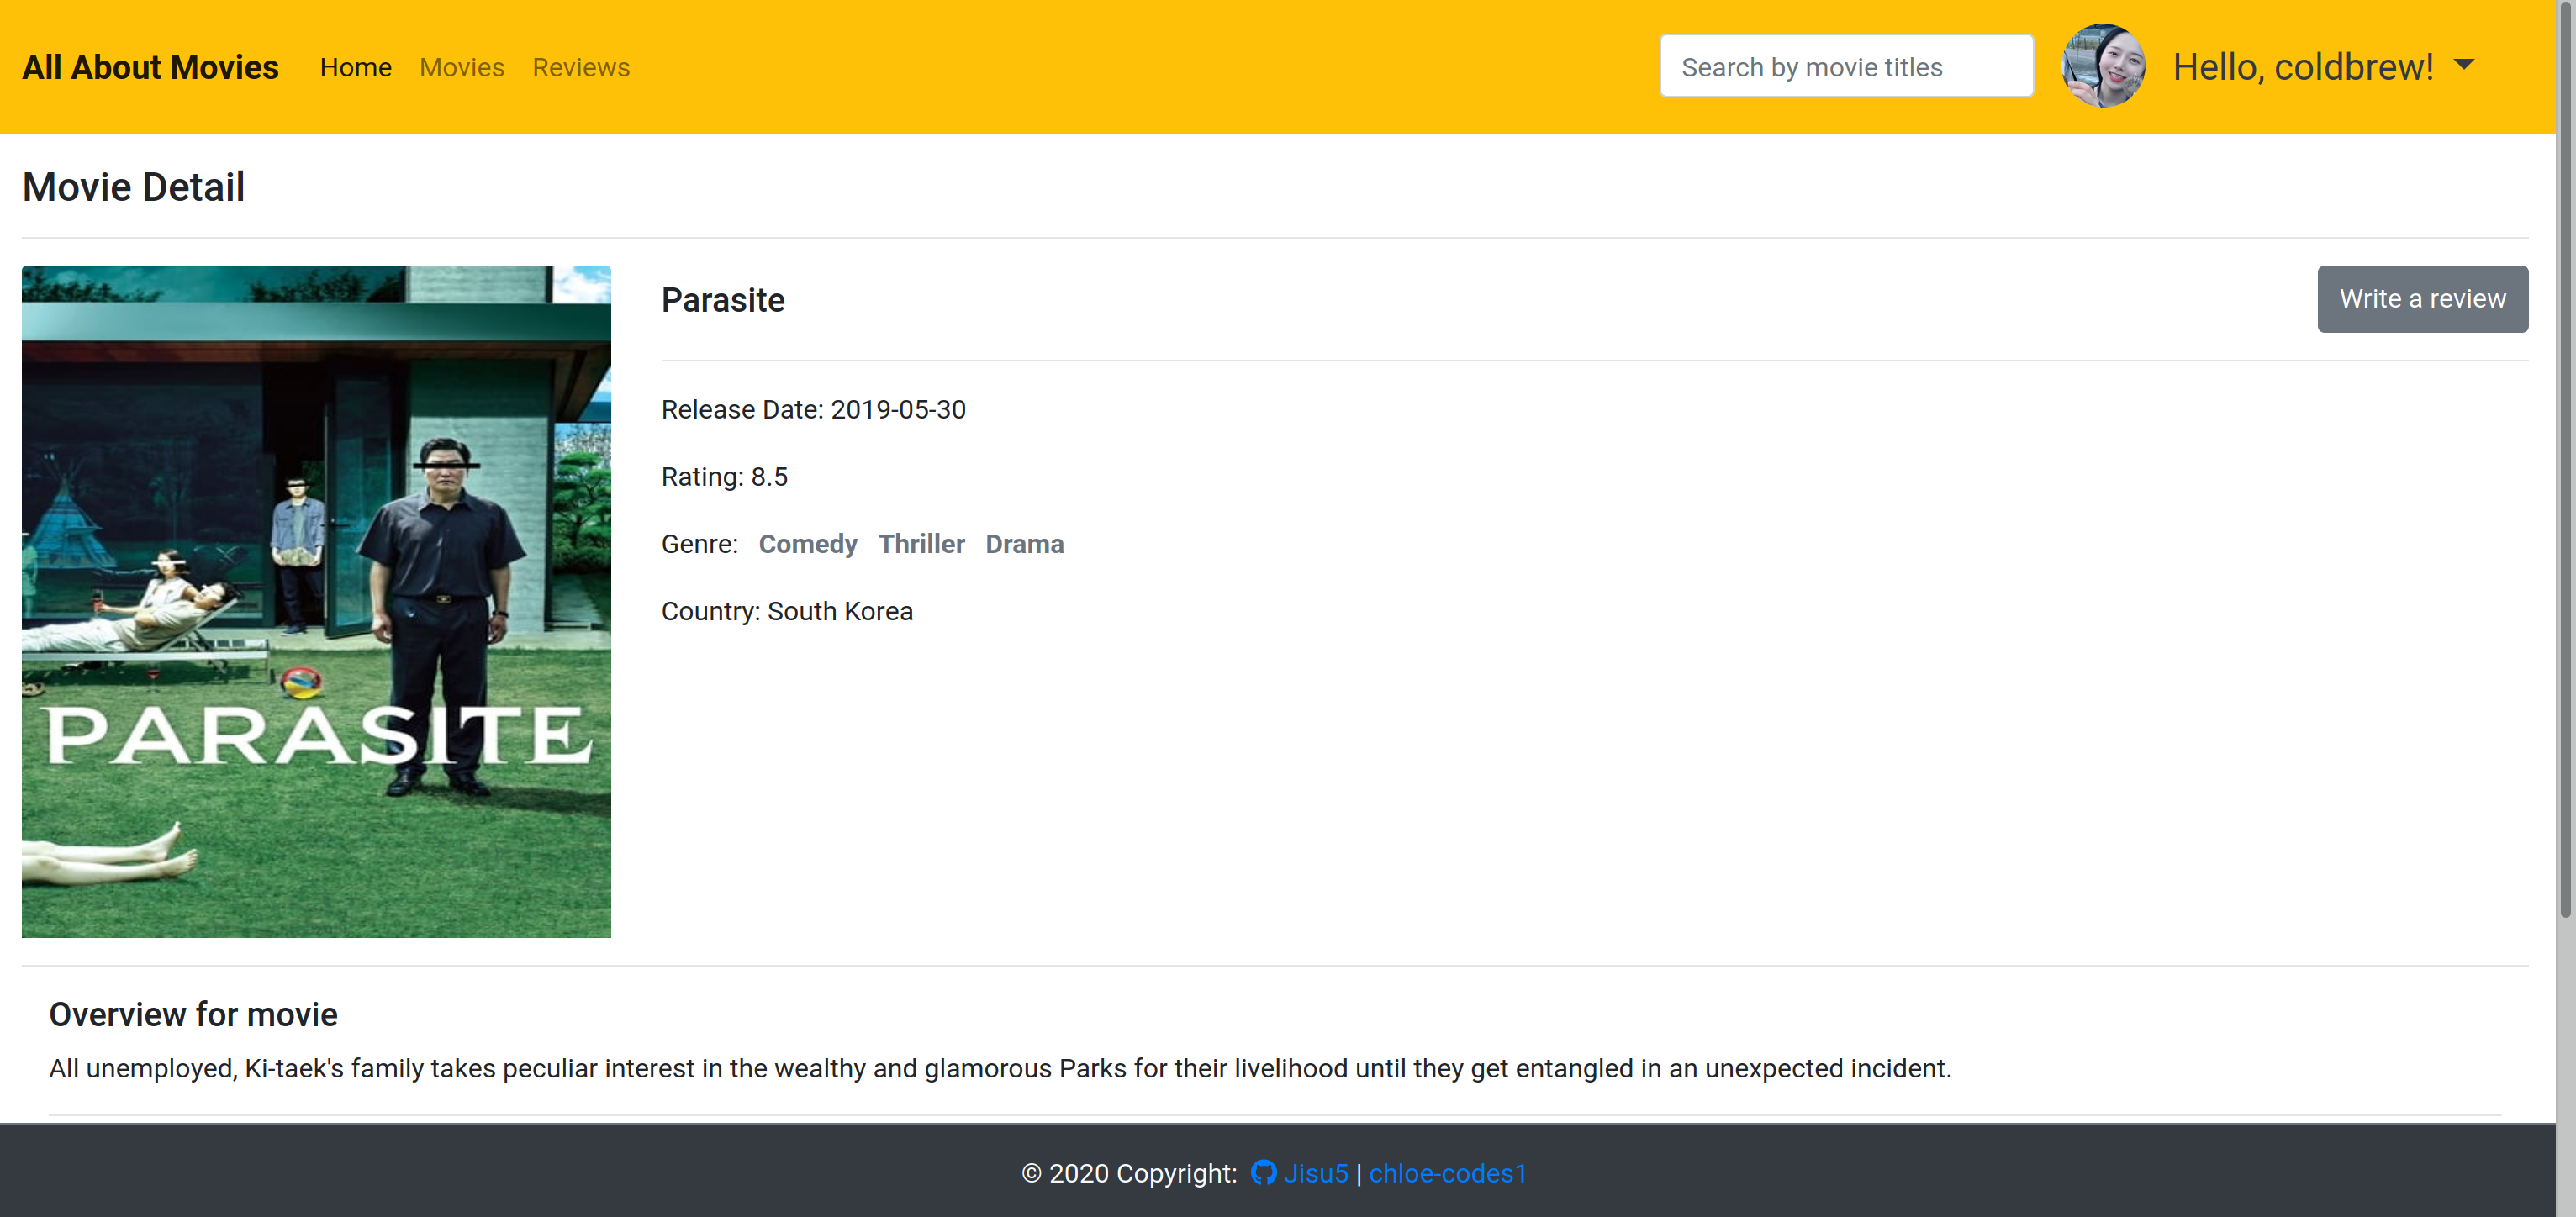 All About Movies Home Movies Reviews Search by movie titles Hello, coldbrew!
Movie Detail
Parasite Write a review
Release Date: 2019-05-30
Rating: 8.5
Genre: Comedy Thriller Drama
Country: South Korea
PARASITE
Overview for movie
All unemployed, Ki-taek's family takes peculiar interest in the wealthy and glamorous Parks for their livelihood until they get entangled in an unexpected incident.
© 2020 Copyright: Jisu5 | chloe-codes1